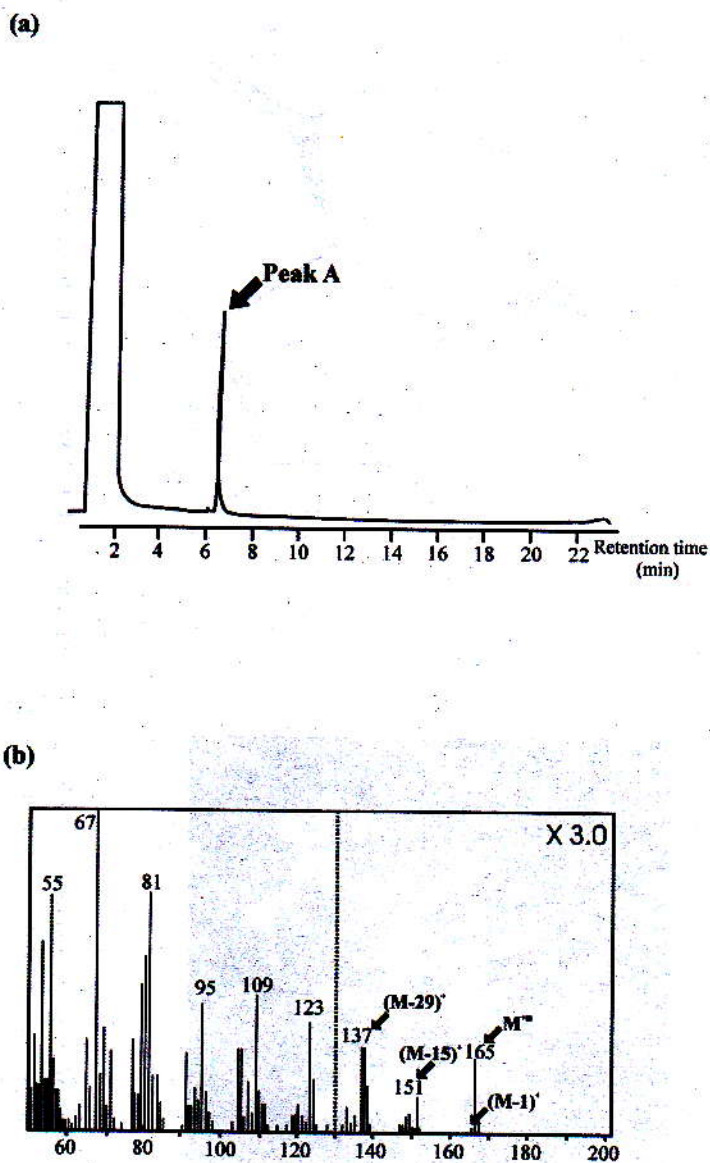 (a)
Peak A
2 4 6 8 10 12 14 16 18 20 22 Retention time
(min)
(b)
67
X 3.0
55
81
95
109
123
137
(M-29)⁺
(M-15)⁺
151
165
(M-1)⁺
60 80 100 120 140 160 180 200